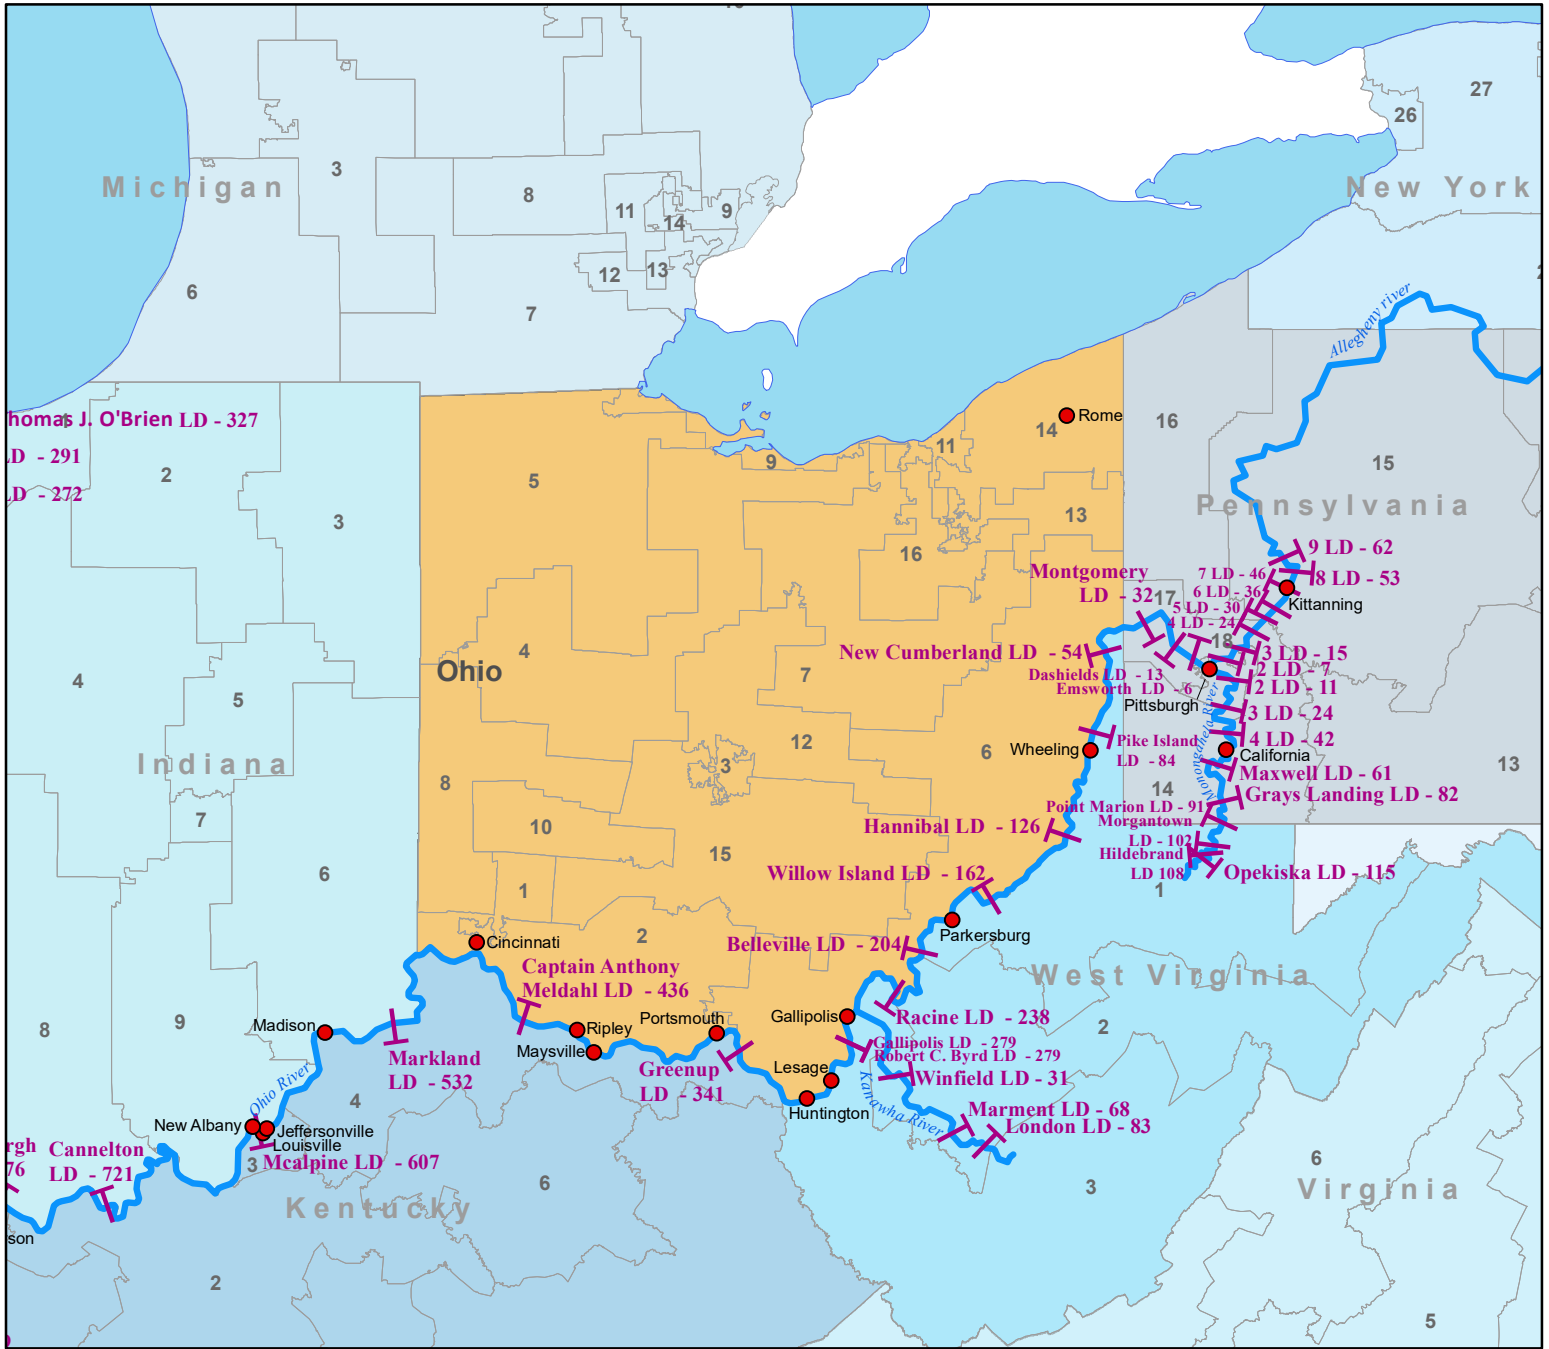 27
26
3
Michigan
New York
8
11
9
14
12
13
6
7
Allegheny river
homas J. O'Brien LD - 327
Rome
16
14
11
LD - 291
9
15
2
5
LD - 272
Pennsylvania
3
13
16
9 LD - 62
Montgomery
LD - 32
7 LD - 46
8 LD - 53
6 LD - 36
17
Kittanning
5 LD - 30
4 LD - 24
18
New Cumberland LD - 54
3 LD - 15
Ohio
4
7
Dashields LD - 13
2 LD - 7
Emsworth LD - 6
2 LD - 11
4
5
Pittsburgh
3 LD - 24
Monongahela River
12
6
Wheeling
Pike Island
LD - 84
4 LD - 42
California
Indiana
3
13
Maxwell LD - 61
8
14
Grays Landing LD - 82
7
10
Hannibal LD - 126
Point Marion LD - 91
Morgantown
LD - 102
15
Hildebrand
LD 108
6
1
Willow Island LD - 162
Opekiska LD - 115
1
2
Cincinnati
Parkersburg
Belleville LD - 204
Captain Anthony
Meldahl LD - 436
West Virginia
9
8
Madison
Ripley
Portsmouth
Gallipolis
Racine LD - 238
2
Markland
LD - 532
Maysville
Greenup
LD - 341
Gallipolis LD - 279
Robert C. Byrd LD - 279
Lesage
Winfield LD - 31
Ohio River
4
Huntington
Kanawha River
Marment LD - 68
London LD - 83
New Albany
Jeffersonville
Louisville
rgh
76
Cannelton
LD - 721
3
Mcalpine LD - 607
6
3
6
Virginia
Kentucky
son
2
5